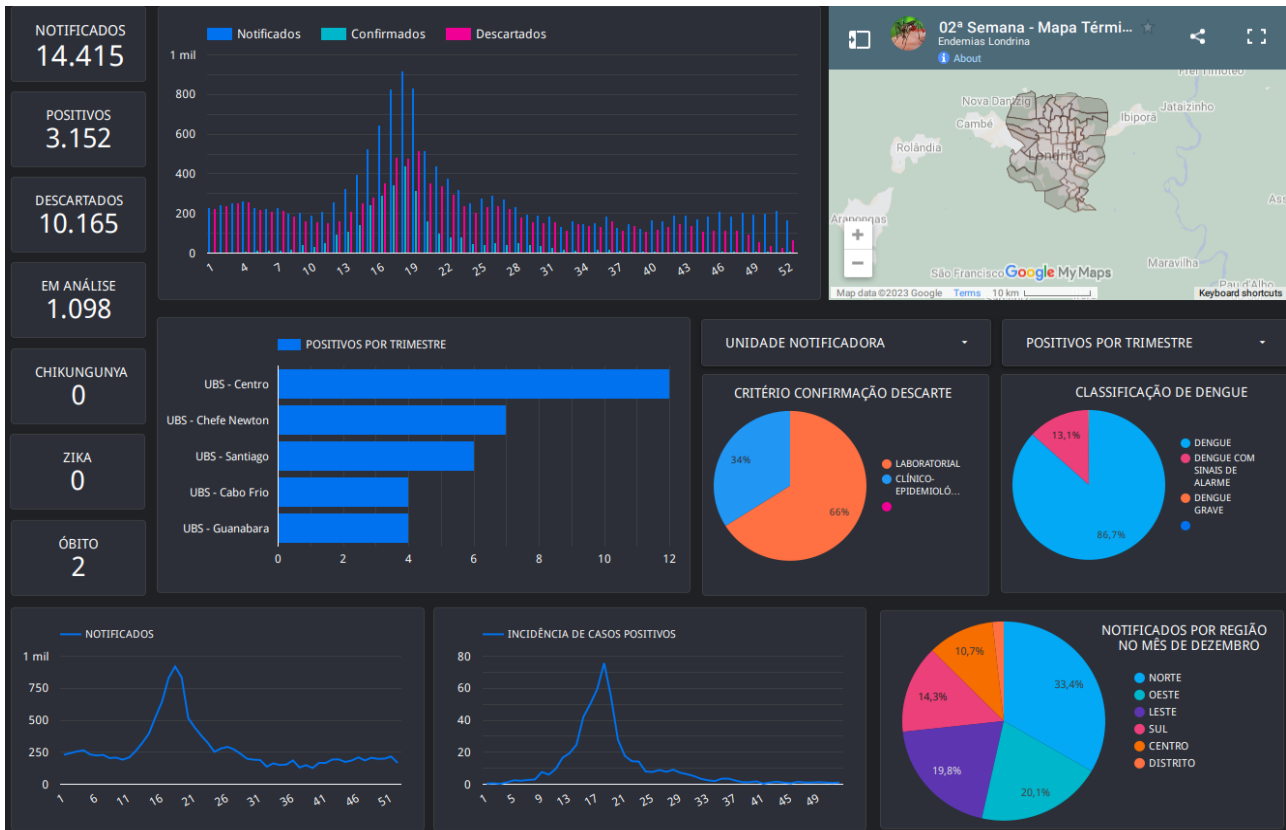 NOTIFICADOS
14.415
POSITIVOS
3.152
DESCARTADOS
10.165
EM ANÁLISE
1.098
CHIKUNGUNYA
0
ZIKA
0
ÓBITO
2
Notificados Confirmados Descartados
1 mil
800
600
400
200
0
1 4 7 10 13 16 19 22 25 28 31 34 37 40 43 46 49 52
02ª Semana - Mapa Térmi...
Endemias Londrina
About
Nova Dantzig
Jataizinho
Cambé
Ibiporã
Rolândia
Londrina
Arapongas
Ass
+
−
São Francisco
Google My Maps
Maravilha
Pau d'Alho
Map data ©2023 Google Terms 10 km
Keyboard shortcuts
POSITIVOS POR TRIMESTRE
UBS - Centro
UBS - Chefe Newton
UBS - Santiago
UBS - Cabo Frio
UBS - Guanabara
0 2 4 6 8 10 12
UNIDADE NOTIFICADORA
POSITIVOS POR TRIMESTRE
CRITÉRIO CONFIRMAÇÃO DESCARTE
34%
66%
LABORATORIAL
CLÍNICO-
EPIDEMIOLÓ...
CLASSIFICAÇÃO DE DENGUE
13,1%
86,7%
DENGUE
DENGUE COM
SINAIS DE
ALARME
DENGUE
GRAVE
NOTIFICADOS
1 mil
750
500
250
0
1 6 11 16 21 26 31 36 41 46 51
INCIDÊNCIA DE CASOS POSITIVOS
80
60
40
20
0
1 5 9 13 17 21 25 29 33 37 41 45 49
NOTIFICADOS POR REGIÃO
NO MÊS DE DEZEMBRO
10,7%
33,4%
14,3%
19,8%
20,1%
NORTE
OESTE
LESTE
SUL
CENTRO
DISTRITO